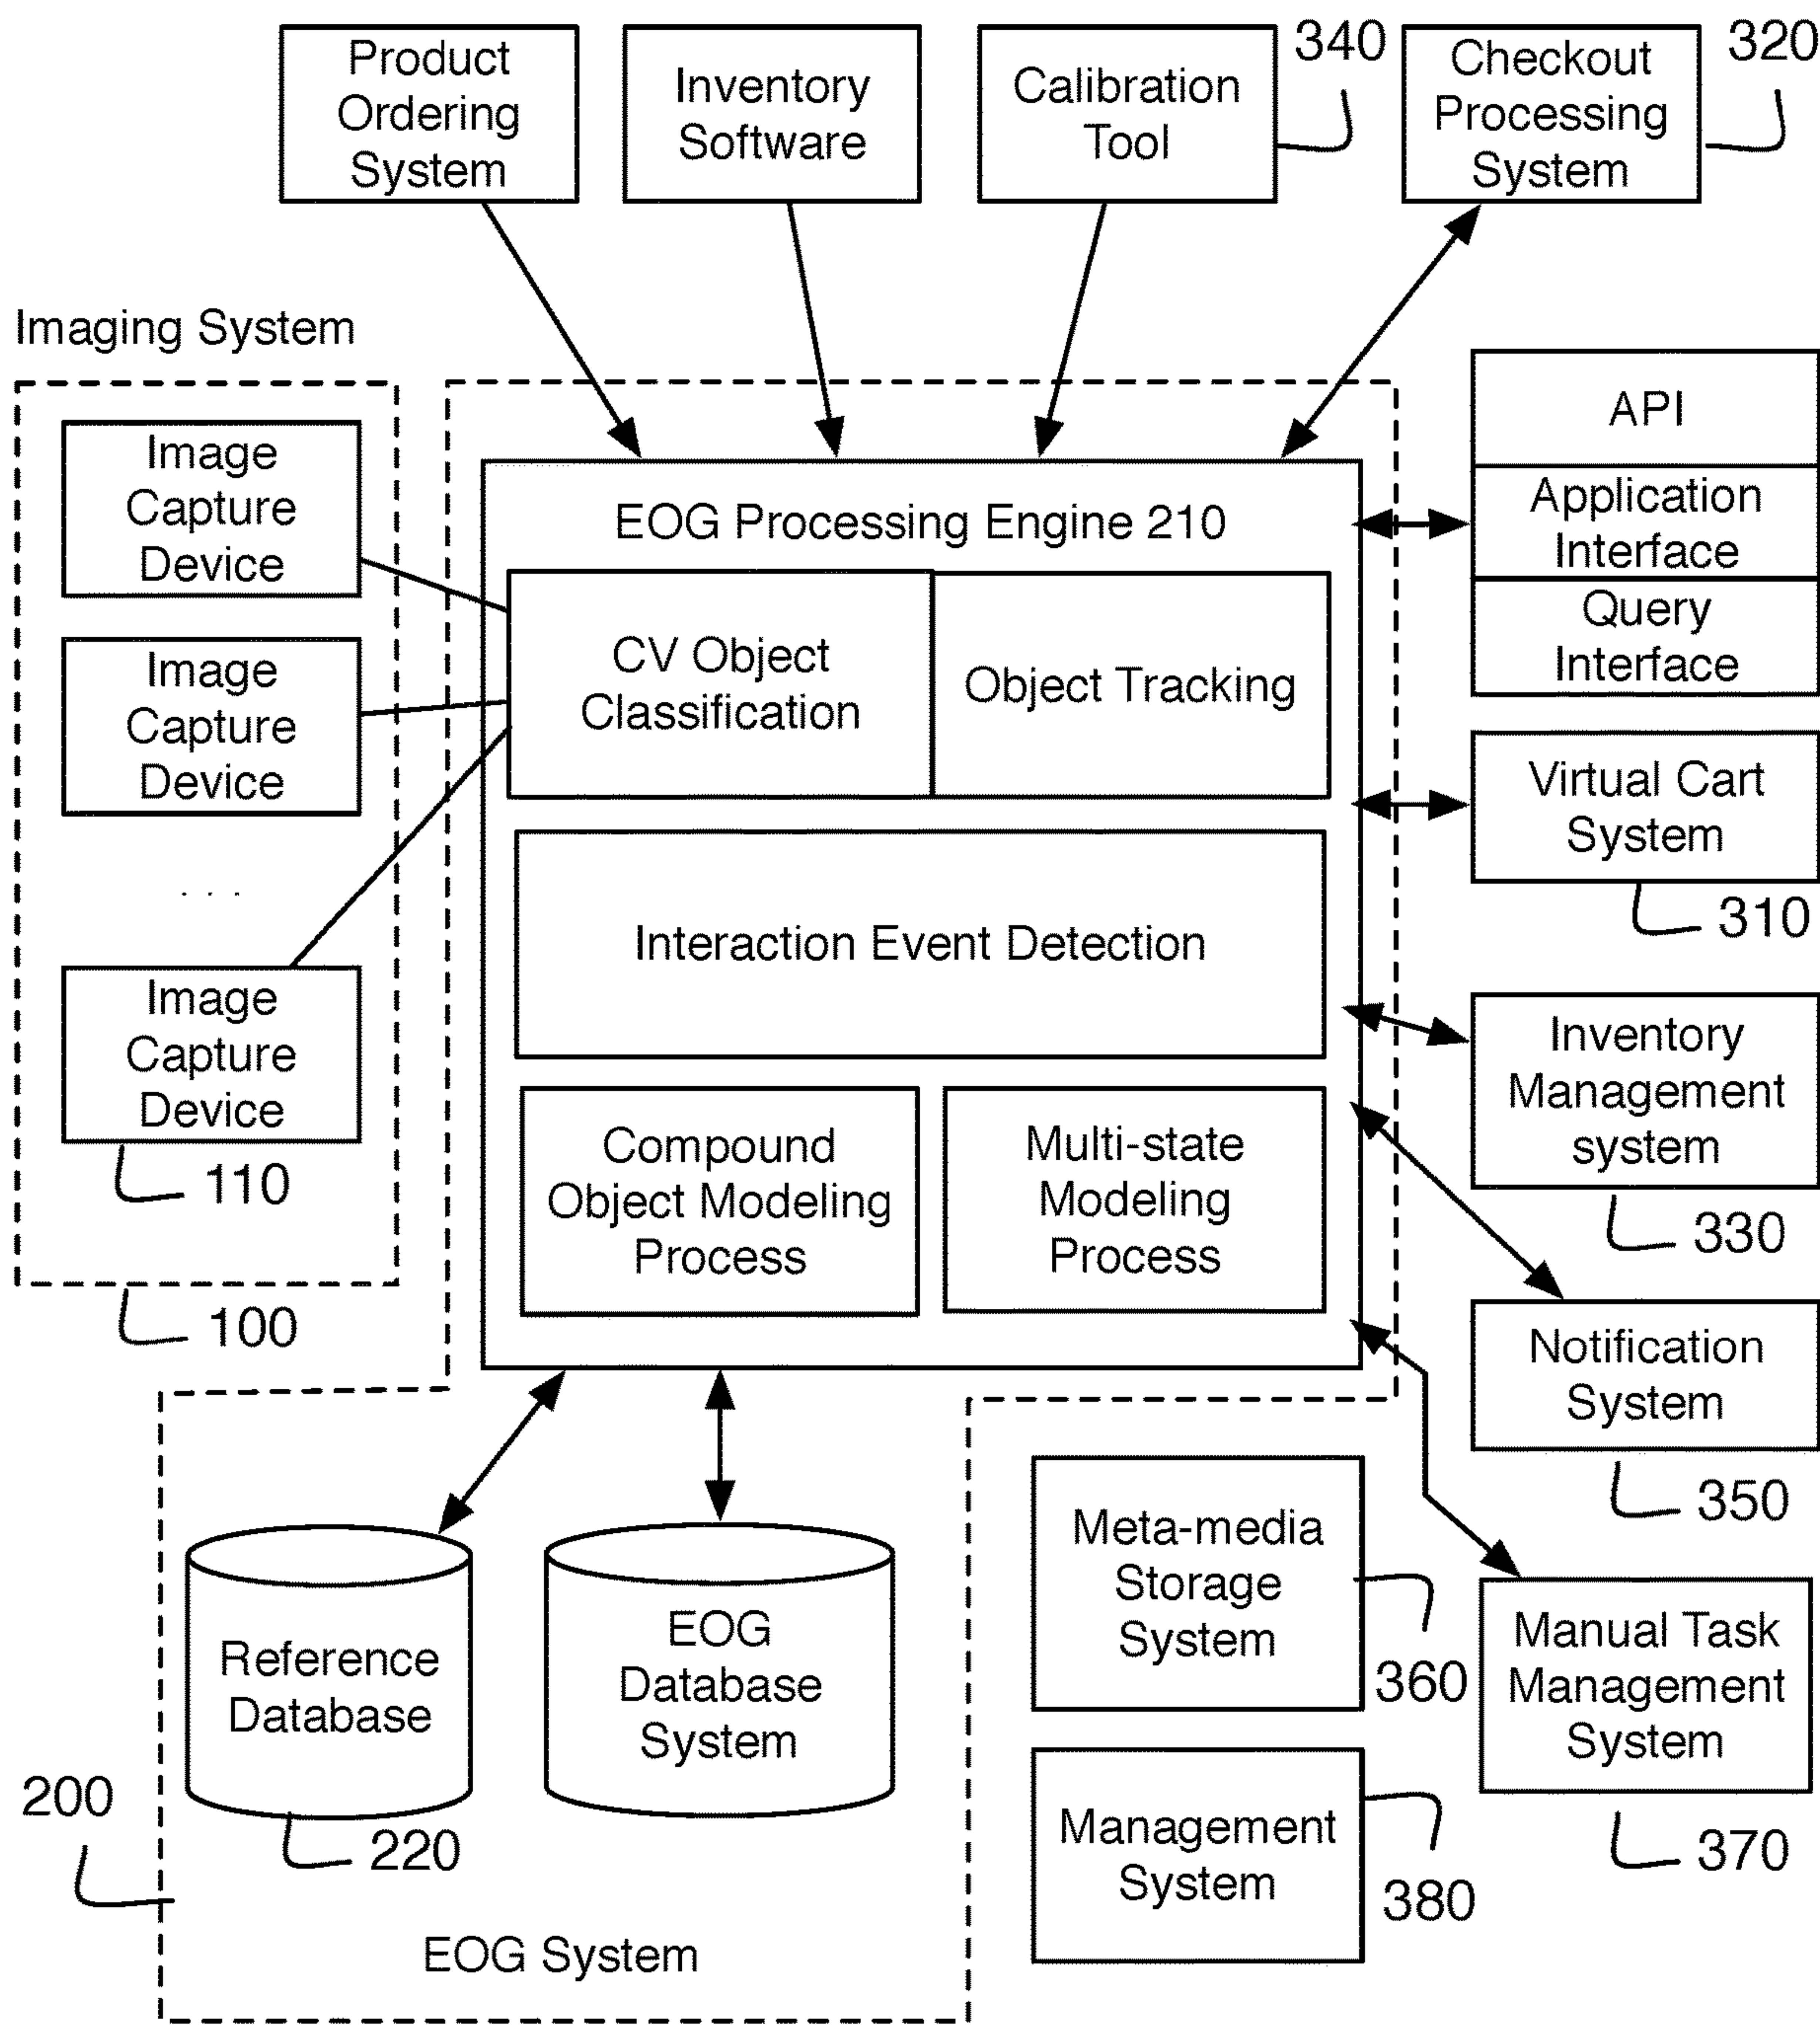 Product
Ordering
System
Inventory
Software
Calibration
Tool
340
Checkout
Processing
System
320
Imaging System
Image
Capture
Device
Image
Capture
Device
. . .
Image
Capture
Device
110
100
EOG Processing Engine 210
CV Object
Classification
Object Tracking
Interaction Event Detection
Compound
Object Modeling
Process
Multi-state
Modeling
Process
API
Application
Interface
Query
Interface
Virtual Cart
System
310
Inventory
Management
system
330
Notification
System
350
Reference
Database
220
EOG
Database
System
200
EOG System
Meta-media
Storage
System
360
Management
System
380
Manual Task
Management
System
370